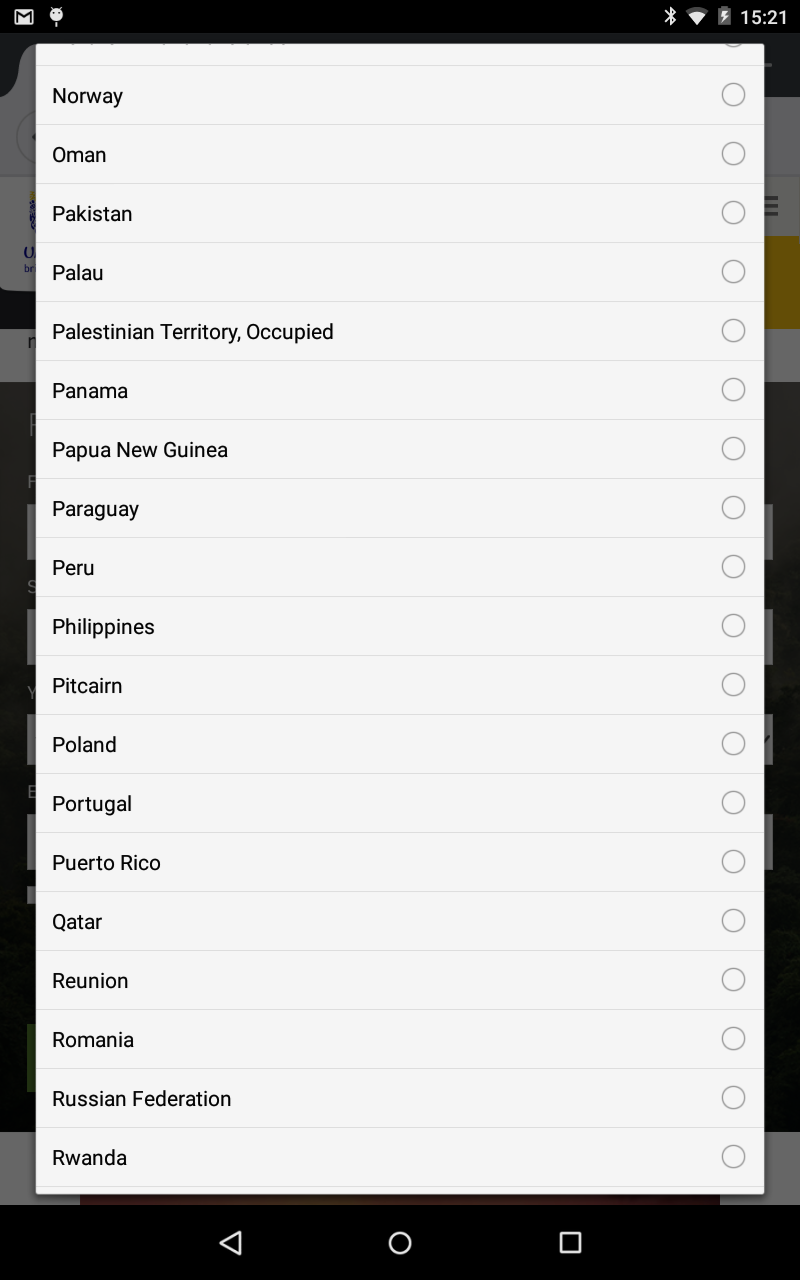 15:21
Norway
Oman
Pakistan
Palau
Palestinian Territory, Occupied
Panama
Papua New Guinea
Paraguay
Peru
Philippines
Pitcairn
Poland
Portugal
Puerto Rico
Qatar
Reunion
Romania
Russian Federation
Rwanda